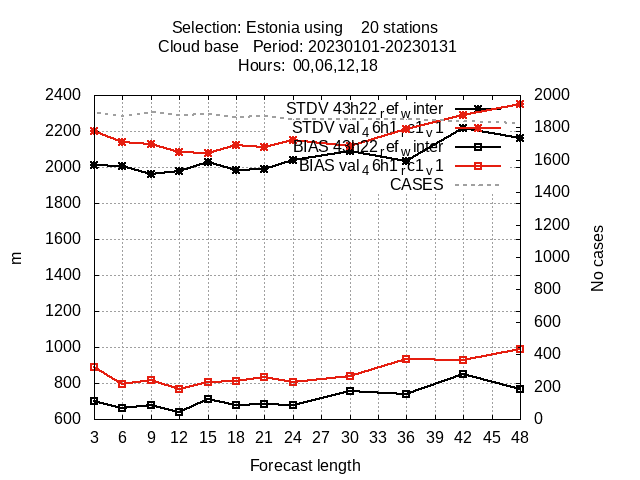 Selection: Estonia using    20 stations
Cloud base   Period: 20230101-20230131
Hours:  00,06,12,18
2400
2200
2000
1800
1600
1400
1200
1000
800
600
m
STDV 43h22_ref_winter
STDV val_46h1_rc1_v1
BIAS 43h22_ref_winter
BIAS val_46h1_rc1_v1
CASES
2000
1800
1600
1400
1200
1000
800
600
400
200
0
No cases
3 6 9 12 15 18 21 24 27 30 33 36 39 42 45 48
Forecast length